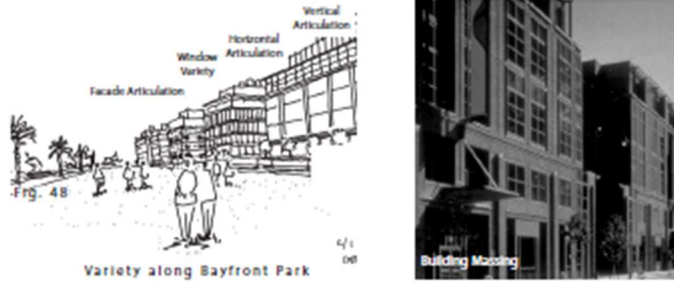 Vertical
Articulation
Horizontal
Articulation
Window
Variety
Facade Articulation
Fig. 48
Variety along Bayfront Park
Building Massing